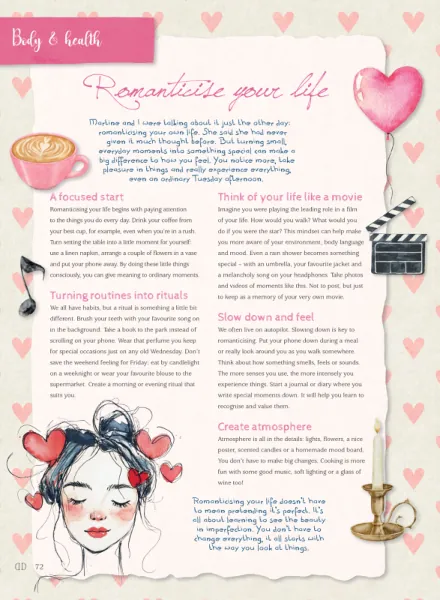 Body & health
Romanticise your life
Martine and I were talking about it just the other day:
romanticising your own life. She said she had never
given it much thought before. But turning small,
everyday moments into something special can make a
big difference to how you feel. You notice more, take
pleasure in things and really experience everything,
even an ordinary Tuesday afternoon.
A focused start
Romanticising your life begins with paying attention
to the things you do every day. Drink your coffee from
your best cup, for example, even when you're in a rush.
Turn setting the table into a little moment for yourself:
use a linen napkin, arrange a couple of flowers in a vase
and put your phone away. By doing these little things
consciously, you can give meaning to ordinary moments.
Turning routines into rituals
We all have habits, but a ritual is something a little bit
different. Brush your teeth with your favourite song on
in the background. Take a book to the park instead of
scrolling on your phone. Wear that perfume you keep
for special occasions just on any old Wednesday. Don't
save the weekend feeling for Friday: eat by candlelight
on a weeknight or wear your favourite blouse to the
supermarket. Create a morning or evening ritual that
suits you.
Think of your life like a movie
Imagine you were playing the leading role in a film
of your life. How would you walk? What would you
do if you were the star? This mindset can help make
you more aware of your environment, body language
and mood. Even a rain shower becomes something
special – with an umbrella, your favourite jacket and
a melancholy song on your headphones. Take photos
and videos of moments like this. Not to post, but just
to keep as a memory of your very own movie.
Slow down and feel
We often live on autopilot. Slowing down is key to
romanticising. Put your phone down during a meal
or really look around you as you walk somewhere.
Think about how something smells, feels or sounds.
The more senses you use, the more intensely you
experience things. Start a journal or diary where you
write special moments down. It will help you learn to
recognise and value them.
Create atmosphere
Atmosphere is all in the details: lights, flowers, a nice
poster, scented candles or a homemade mood board.
You don't have to make big changes. Cooking is more
fun with some good music, soft lighting or a glass of
wine too!
Romanticising your life doesn't have
to mean pretending it's perfect. It's
all about learning to see the beauty
in imperfection. You don't have to
change everything, it all starts with
the way you look at things.
72